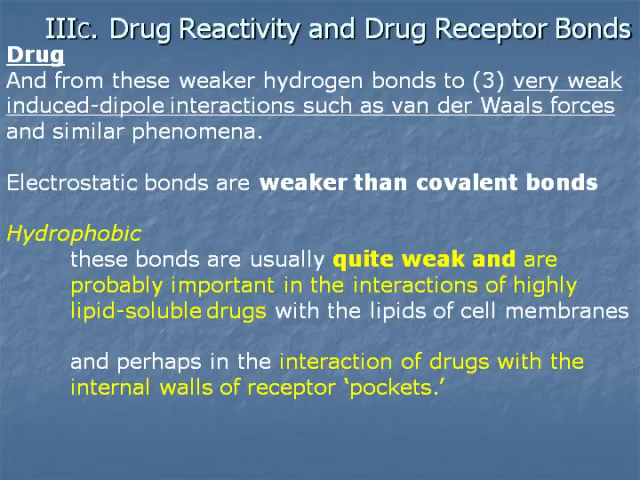 IIIC. Drug Reactivity and Drug Receptor Bonds
Drug
And from these weaker hydrogen bonds to (3) very weak
induced-dipole interactions such as van der Waals forces
and similar phenomena.
Electrostatic bonds are weaker than covalent bonds
Hydrophobic
these bonds are usually quite weak and are
probably important in the interactions of highly
lipid-soluble drugs with the lipids of cell membranes
and perhaps in the interaction of drugs with the
internal walls of receptor ‘pockets.’